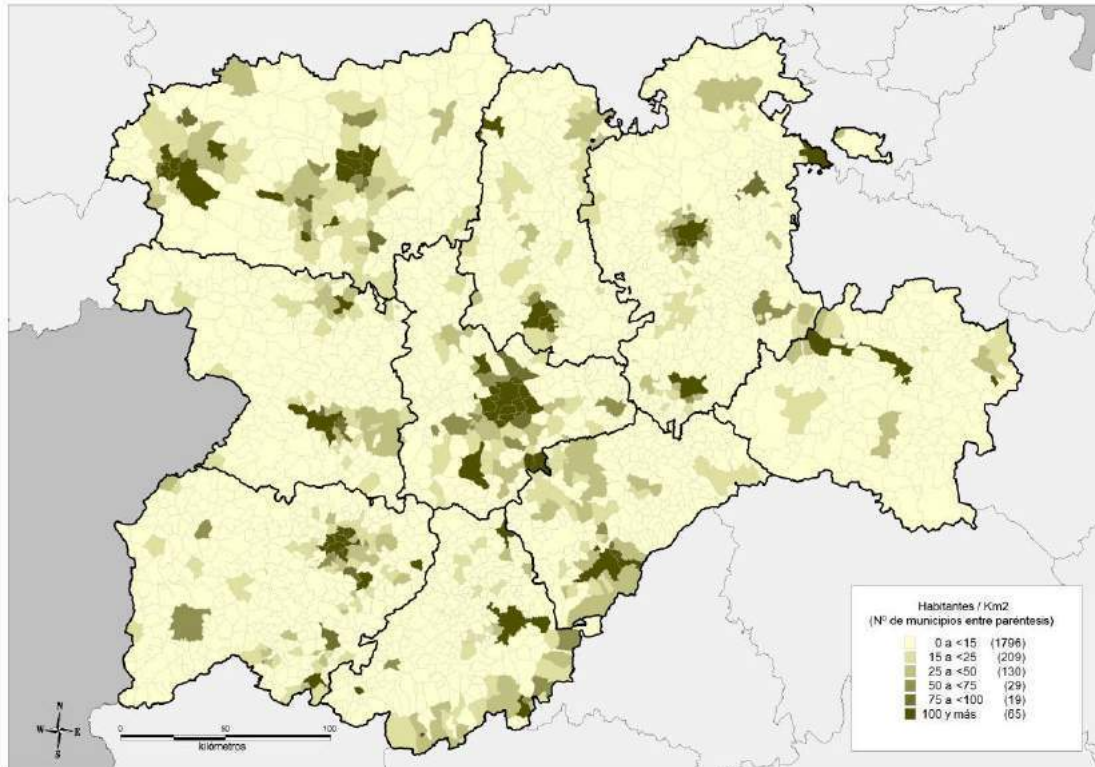 Habitantes / Km2
(Nº de municipios entre paréntesis)
0 a <15 (1796)
15 a <25 (209)
25 a <50 (130)
50 a <75 (29)
75 a <100 (19)
100 y más (65)
N
W E
S
0 50 100
kilómetros